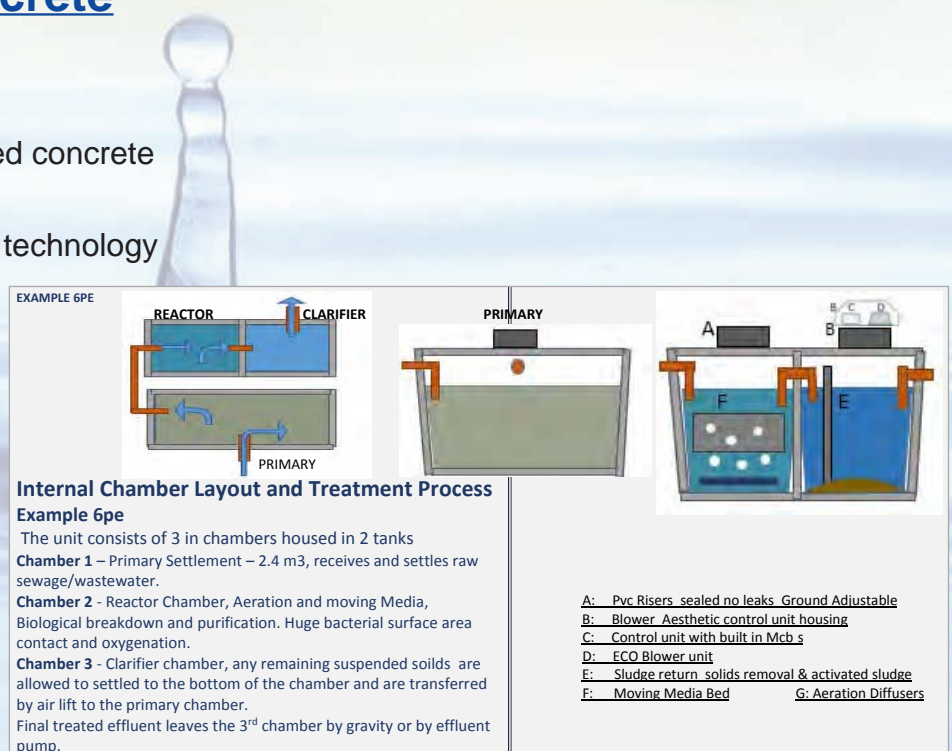 ed concrete
technology
EXAMPLE 6PE
REACTOR
CLARIFIER
PRIMARY
PRIMARY
A
B
B C D
F
E
Internal Chamber Layout and Treatment Process
Example 6pe
The unit consists of 3 in chambers housed in 2 tanks
Chamber 1 – Primary Settlement – 2.4 m3, receives and settles raw
sewage/wastewater.
Chamber 2 - Reactor Chamber, Aeration and moving Media,
Biological breakdown and purification. Huge bacterial surface area
contact and oxygenation.
Chamber 3 - Clarifier chamber, any remaining suspended soilds are
allowed to settled to the bottom of the chamber and are transferred
by air lift to the primary chamber.
Final treated effluent leaves the 3rd chamber by gravity or by effluent
pump.
A: Pvc Risers sealed no leaks Ground Adjustable
B: Blower Aesthetic control unit housing
C: Control unit with built in Mcb s
D: ECO Blower unit
E: Sludge return solids removal & activated sludge
F: Moving Media Bed G: Aeration Diffusers